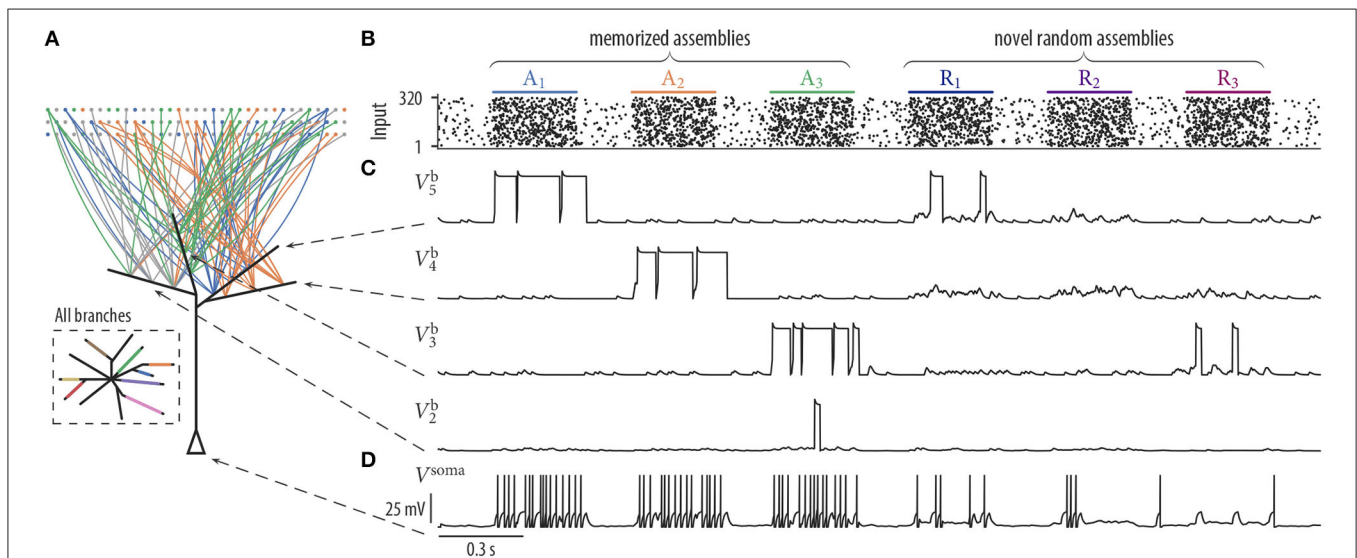 A
B
memorized assemblies
novel random assemblies
A₁ A₂ A₃ R₁ R₂ R₃
320
Input
1
C
V₅ᵇ
V₄ᵇ
All branches
V₃ᵇ
V₂ᵇ
D
Vˢᵒᵐᵃ
25 mV
0.3 s